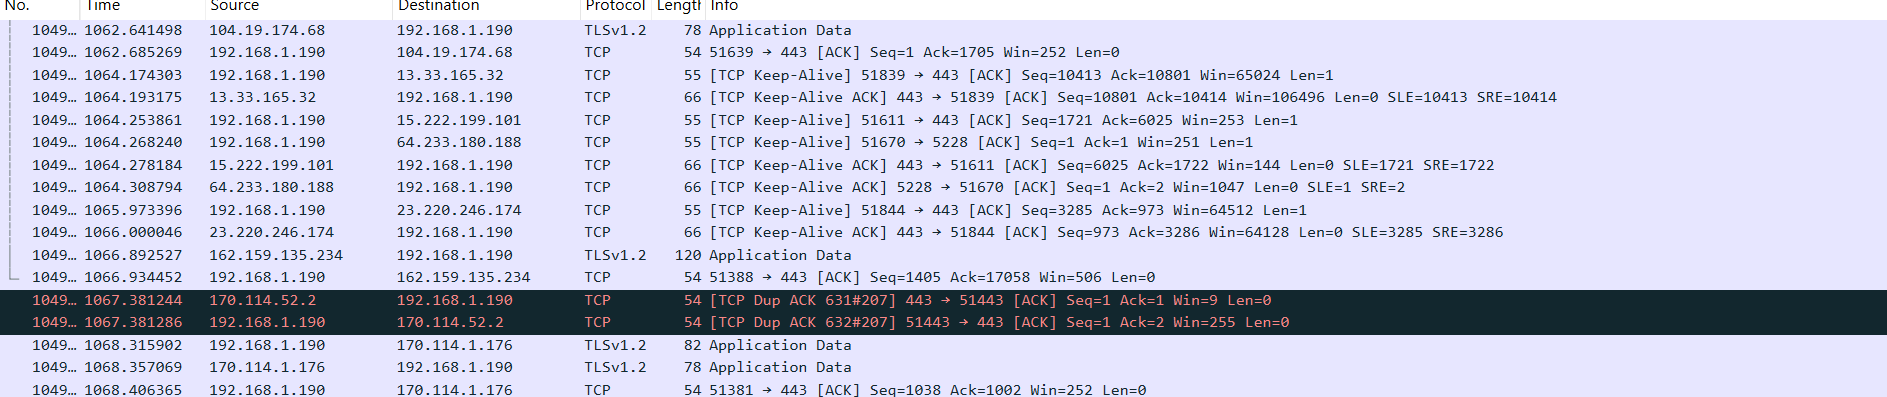 No. Time Source Destination Protocol Length Info
1049… 1062.641498 104.19.174.68 192.168.1.190 TLSv1.2 78 Application Data
1049… 1062.685269 192.168.1.190 104.19.174.68 TCP 54 51639 → 443 [ACK] Seq=1 Ack=1705 Win=252 Len=0
1049… 1064.174303 192.168.1.190 13.33.165.32 TCP 55 [TCP Keep-Alive] 51839 → 443 [ACK] Seq=10413 Ack=10801 Win=65024 Len=1
1049… 1064.193175 13.33.165.32 192.168.1.190 TCP 66 [TCP Keep-Alive ACK] 443 → 51839 [ACK] Seq=10801 Ack=10414 Win=106496 Len=0 SLE=10413 SRE=10414
1049… 1064.253861 192.168.1.190 15.222.199.101 TCP 55 [TCP Keep-Alive] 51611 → 443 [ACK] Seq=1721 Ack=6025 Win=253 Len=1
1049… 1064.268240 192.168.1.190 64.233.180.188 TCP 55 [TCP Keep-Alive] 51670 → 5228 [ACK] Seq=1 Ack=1 Win=251 Len=1
1049… 1064.278184 15.222.199.101 192.168.1.190 TCP 66 [TCP Keep-Alive ACK] 443 → 51611 [ACK] Seq=6025 Ack=1722 Win=144 Len=0 SLE=1721 SRE=1722
1049… 1064.308794 64.233.180.188 192.168.1.190 TCP 66 [TCP Keep-Alive ACK] 5228 → 51670 [ACK] Seq=1 Ack=2 Win=1047 Len=0 SLE=1 SRE=2
1049… 1065.973396 192.168.1.190 23.220.246.174 TCP 55 [TCP Keep-Alive] 51844 → 443 [ACK] Seq=3285 Ack=973 Win=64512 Len=1
1049… 1066.000046 23.220.246.174 192.168.1.190 TCP 66 [TCP Keep-Alive ACK] 443 → 51844 [ACK] Seq=973 Ack=3286 Win=64128 Len=0 SLE=3285 SRE=3286
1049… 1066.892527 162.159.135.234 192.168.1.190 TLSv1.2 120 Application Data
1049… 1066.934452 192.168.1.190 162.159.135.234 TCP 54 51388 → 443 [ACK] Seq=1405 Ack=17058 Win=506 Len=0
1049… 1067.381244 170.114.52.2 192.168.1.190 TCP 54 [TCP Dup ACK 631#207] 443 → 51443 [ACK] Seq=1 Ack=1 Win=9 Len=0
1049… 1067.381286 192.168.1.190 170.114.52.2 TCP 54 [TCP Dup ACK 632#207] 51443 → 443 [ACK] Seq=1 Ack=2 Win=255 Len=0
1049… 1068.315902 192.168.1.190 170.114.1.176 TLSv1.2 82 Application Data
1049… 1068.357069 170.114.1.176 192.168.1.190 TLSv1.2 78 Application Data
1049… 1068.406365 192.168.1.190 170.114.1.176 TCP 54 51381 → 443 [ACK] Seq=1038 Ack=1002 Win=252 Len=0